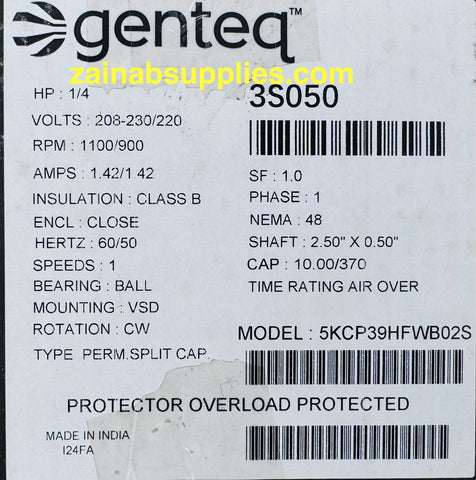 genteq™
zainabsupplies.com
HP : 1/4
3S050
VOLTS : 208-230/220
RPM : 1100/900
AMPS : 1.42/1.42
SF : 1.0
INSULATION : CLASS B
PHASE : 1
ENCL : CLOSE
NEMA : 48
HERTZ : 60/50
SHAFT : 2.50" X 0.50"
SPEEDS : 1
CAP : 10.00/370
BEARING : BALL
TIME RATING AIR OVER
MOUNTING : VSD
ROTATION : CW
MODEL : 5KCP39HFWB02S
TYPE PERM.SPLIT CAP.
PROTECTOR OVERLOAD PROTECTED
MADE IN INDIA
I24FA